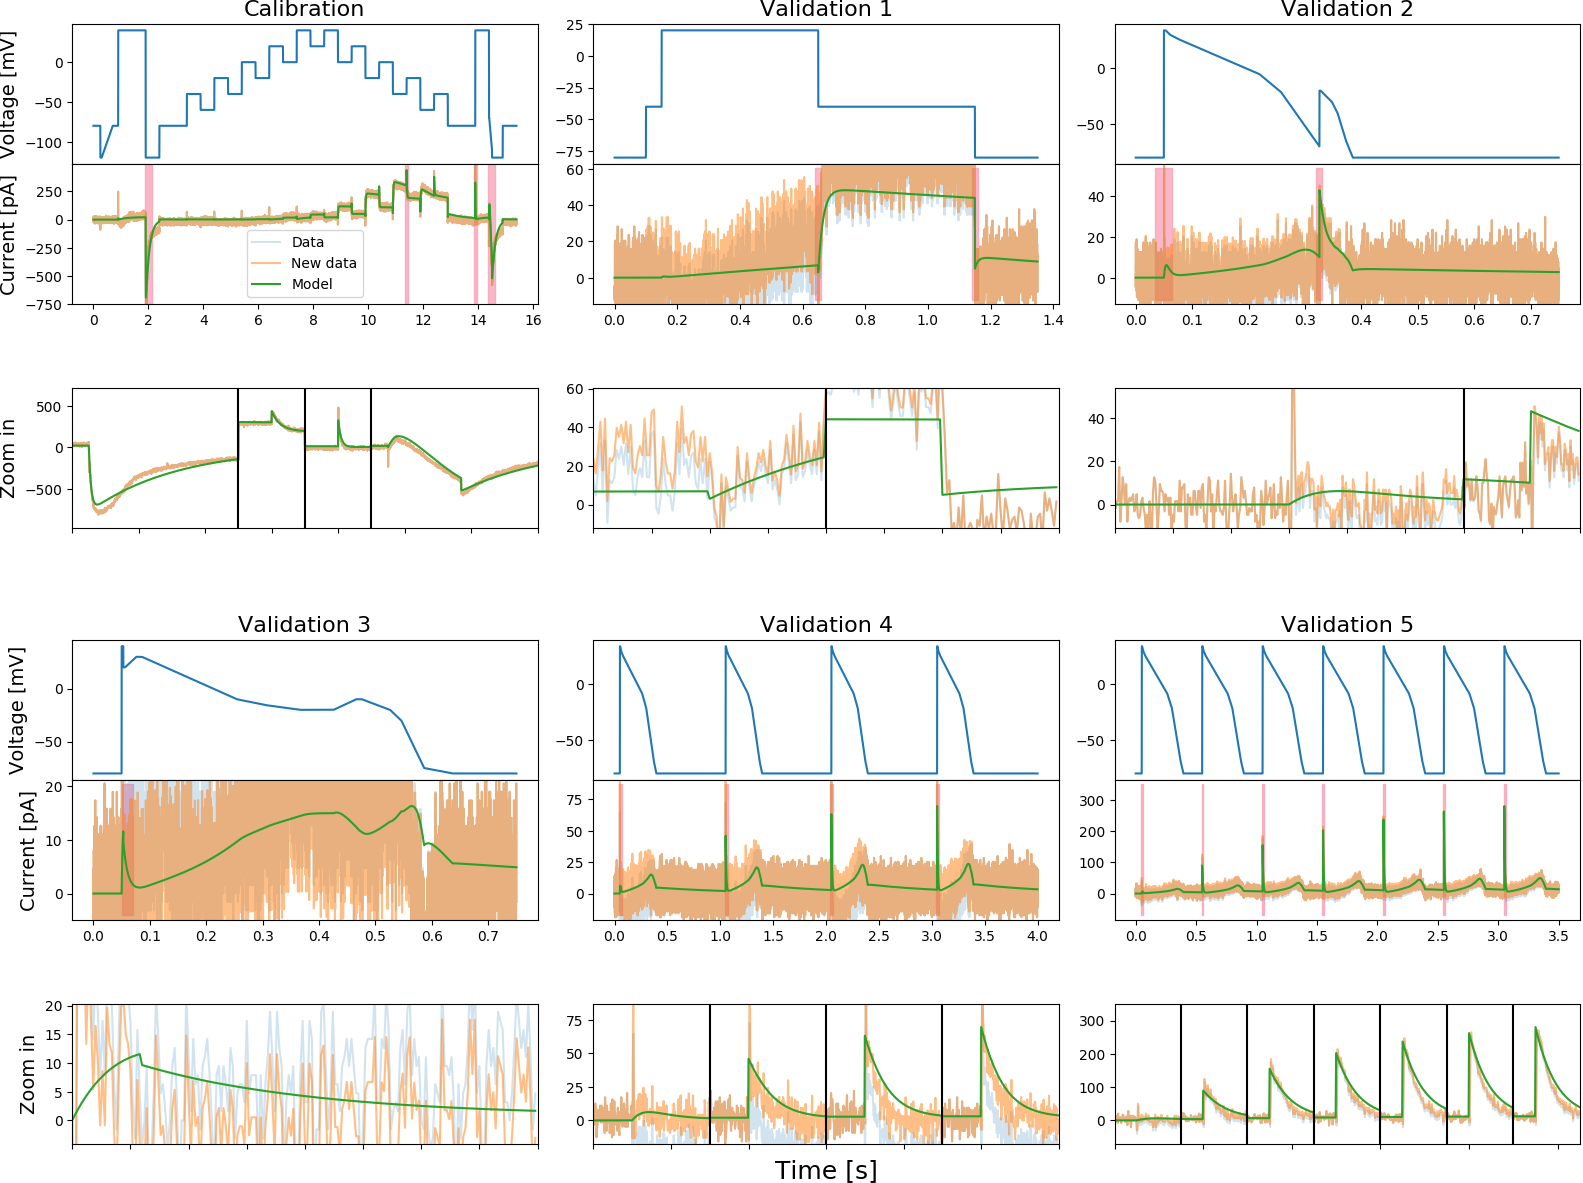 Calibration
Validation 1
Validation 2
Voltage [mV]
0
−50
−100
25
0
−25
−50
−75
0
−50
Current [pA]
250
0
−250
−500
−750
Data
New data
Model
60
40
20
0
40
20
0
0 2 4 6 8 10 12 14 16
0.0 0.2 0.4 0.6 0.8 1.0 1.2 1.4
0.0 0.1 0.2 0.3 0.4 0.5 0.6 0.7
Zoom in
500
0
−500
60
40
20
0
40
20
0
Validation 3
Validation 4
Validation 5
Voltage [mV]
0
−50
0
−50
0
−50
Current [pA]
20
10
0
75
50
25
0
300
200
100
0
0.0 0.1 0.2 0.3 0.4 0.5 0.6 0.7
0.0 0.5 1.0 1.5 2.0 2.5 3.0 3.5 4.0
0.0 0.5 1.0 1.5 2.0 2.5 3.0 3.5
Zoom in
20
15
10
5
0
75
50
25
0
300
200
100
0
Time [s]